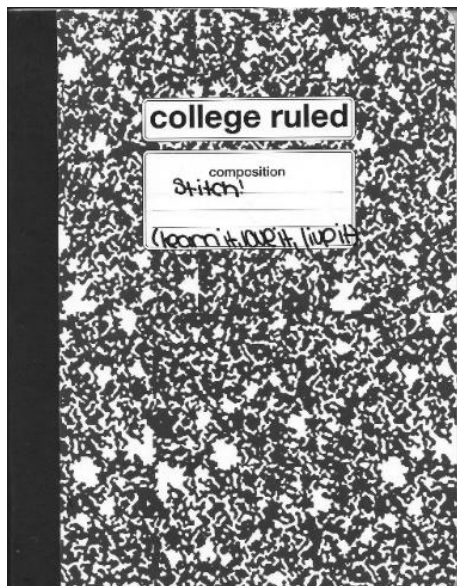 college ruled
composition
Stitch!
(learn it, love it, live it)